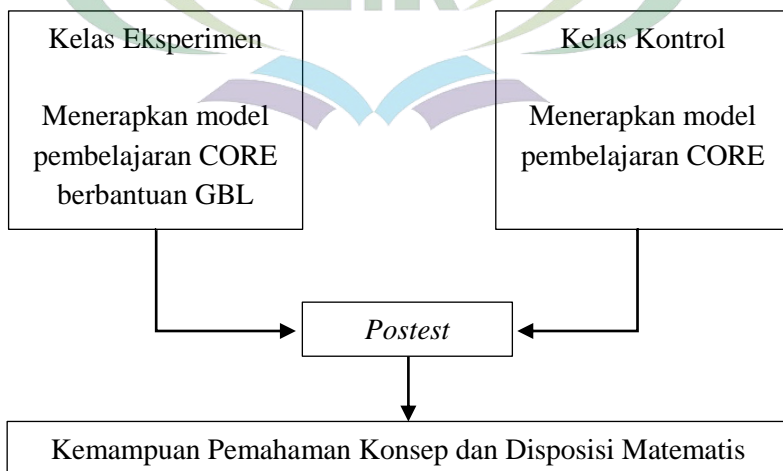 Kelas Eksperimen
Menerapkan model
pembelajaran CORE
berbantuan GBL
Kelas Kontrol
Menerapkan model
pembelajaran CORE
Postest
Kemampuan Pemahaman Konsep dan Disposisi Matematis